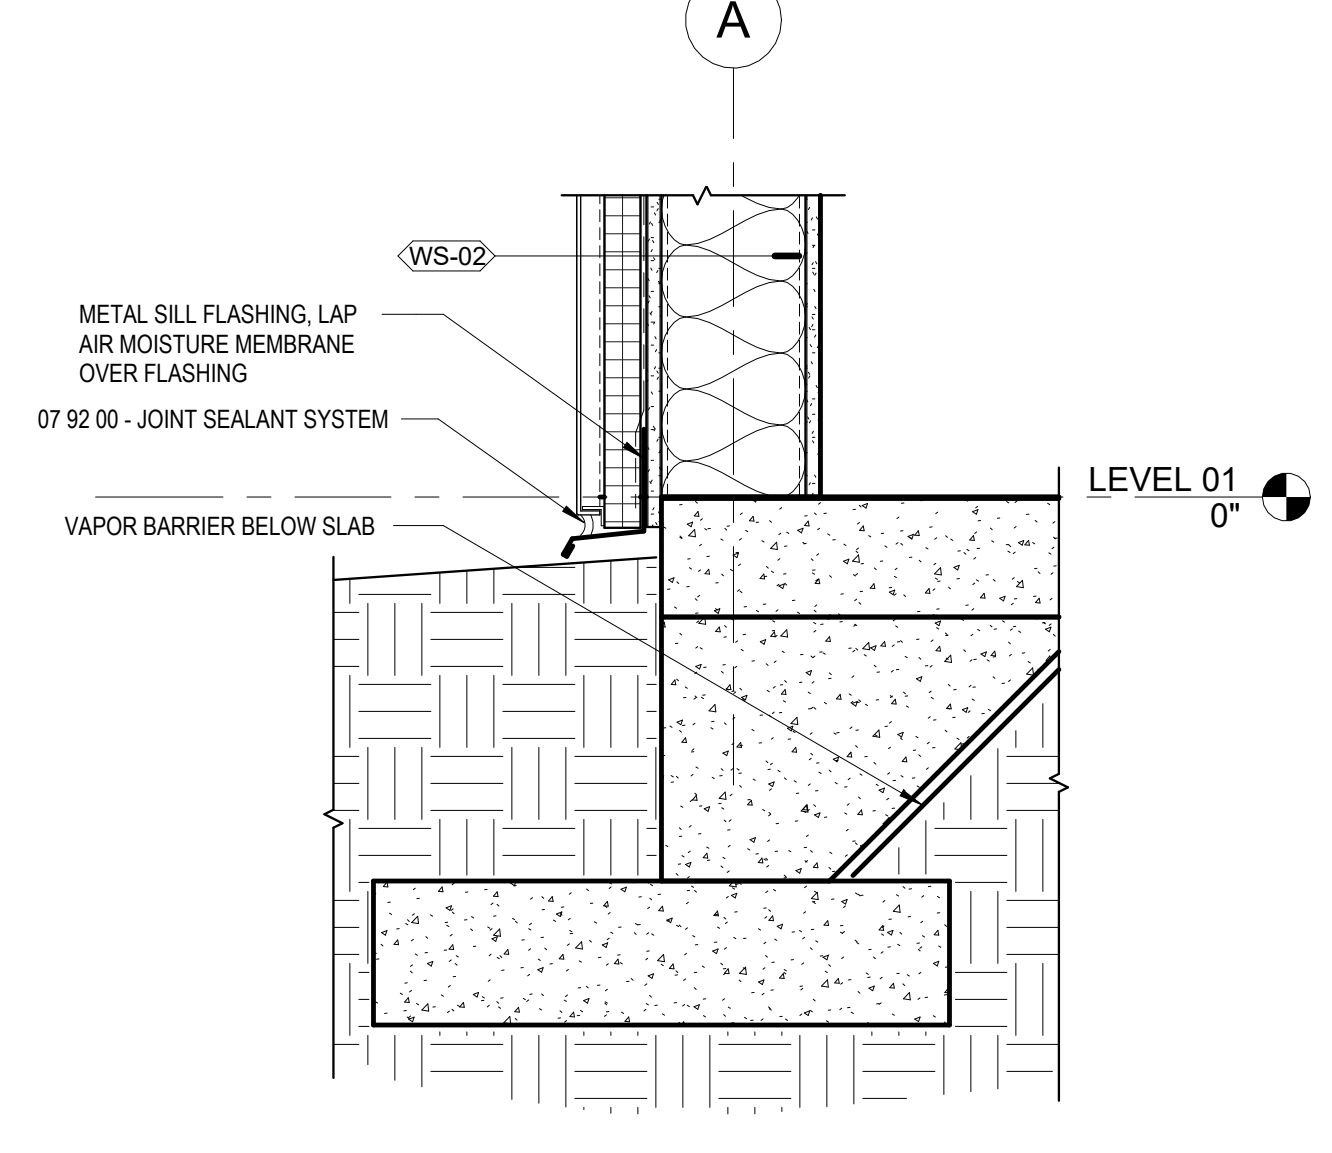 A
WS-02
METAL SILL FLASHING, LAP
AIR MOISTURE MEMBRANE
OVER FLASHING
07 92 00 - JOINT SEALANT SYSTEM
LEVEL 01
0"
VAPOR BARRIER BELOW SLAB